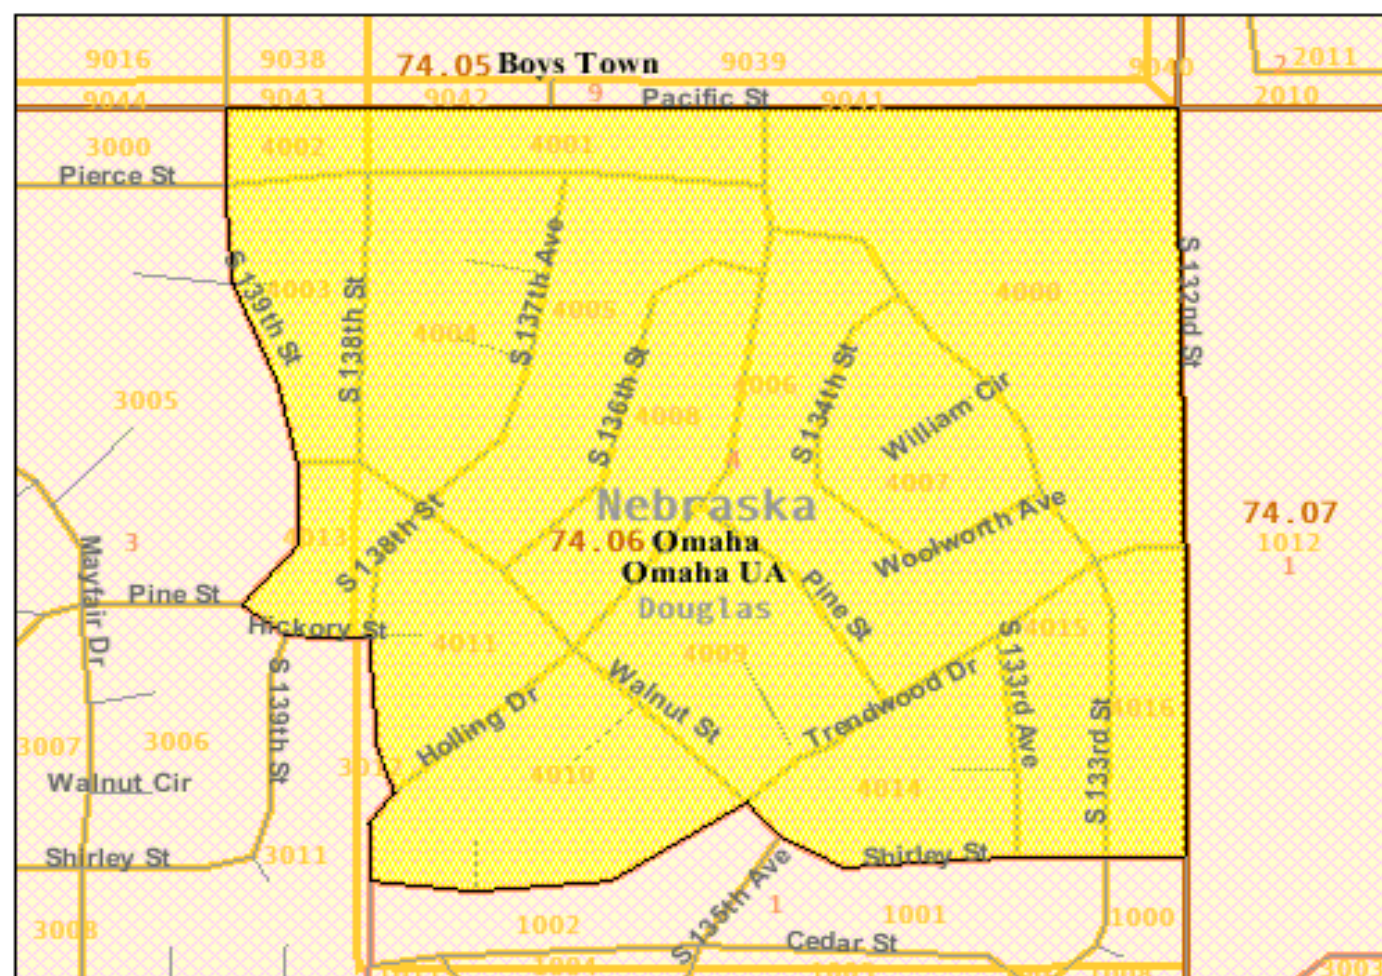 9016
9038
74.05 Boys Town
9039
9040
2
2011
9044
9043
9042
9
Pacific St
9041
2010
3000
4002
4001
Pierce St
S 139th St
4003
S 138th St
4004
S 137th Ave
4005
4000
S 132nd St
3005
S 136th St
4008
4006
S 134th St
William Cir
4
4007
Nebraska
Woolworth Ave
74.07
1012
1
3
4013
S 138th St
74.06 Omaha
Omaha UA
Douglas
Mayfair Dr
Pine St
Pine St
Hickory St
4011
4009
4015
S 139th St
Holling Dr
Walnut St
Trendwood Dr
S 133rd Ave
S 133rd St
4016
3007
3006
3012
4010
4014
Walnut Cir
Shirley St
3011
S 135th Ave
Shirley St
3008
1002
1
1001
1000
Cedar St
1004